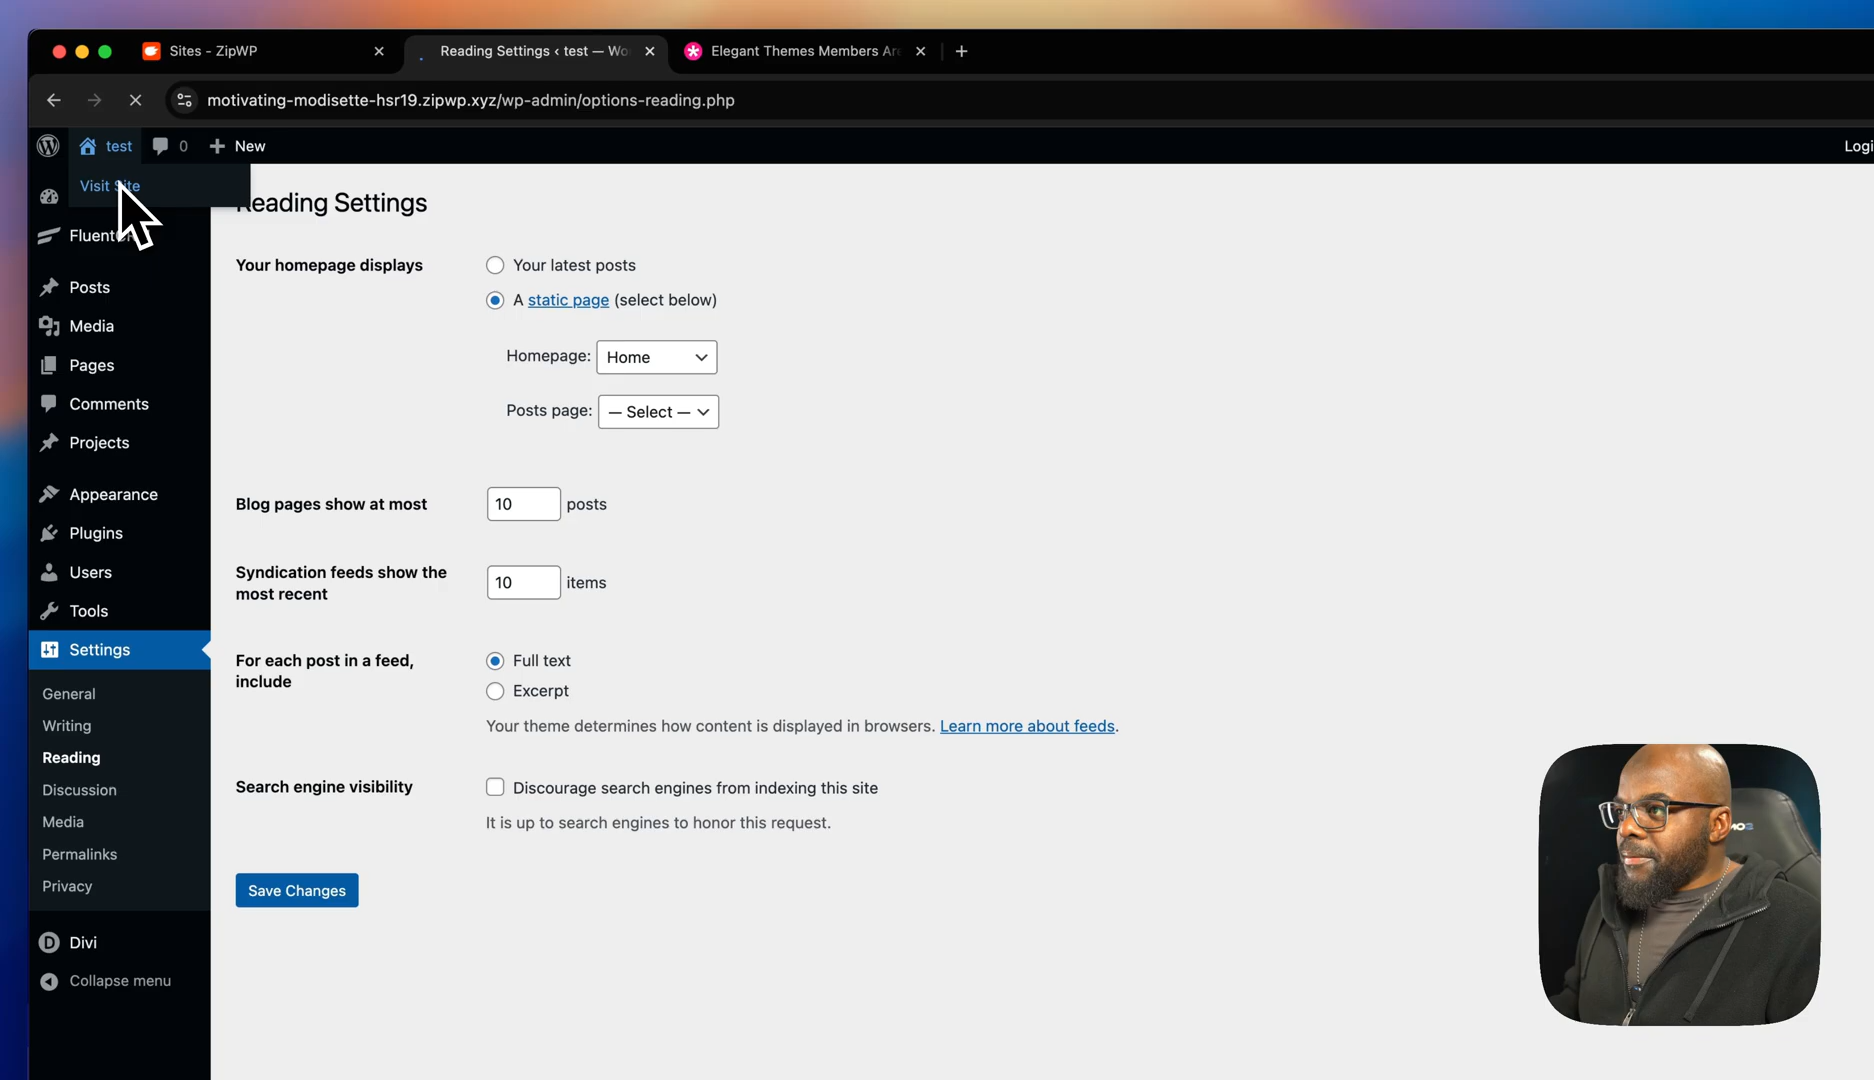 Sites - ZipWP
Reading Settings ‹ test — Wo
Elegant Themes Members Are
motivating-modisette-hsr19.zipwp.xyz/wp-admin/options-reading.php
test
0
New
Logi
Visit Site
Reading Settings
Posts
Media
Pages
Comments
Projects
Appearance
Plugins
Users
Tools
Settings
General
Writing
Reading
Discussion
Media
Permalinks
Privacy
Divi
Collapse menu
Your homepage displays
Your latest posts
A static page (select below)
Homepage: Home
Posts page: — Select —
Blog pages show at most
10 posts
Syndication feeds show the
most recent
10 items
For each post in a feed,
include
Full text
Excerpt
Your theme determines how content is displayed in browsers. Learn more about feeds.
Search engine visibility
Discourage search engines from indexing this site
It is up to search engines to honor this request.
Save Changes